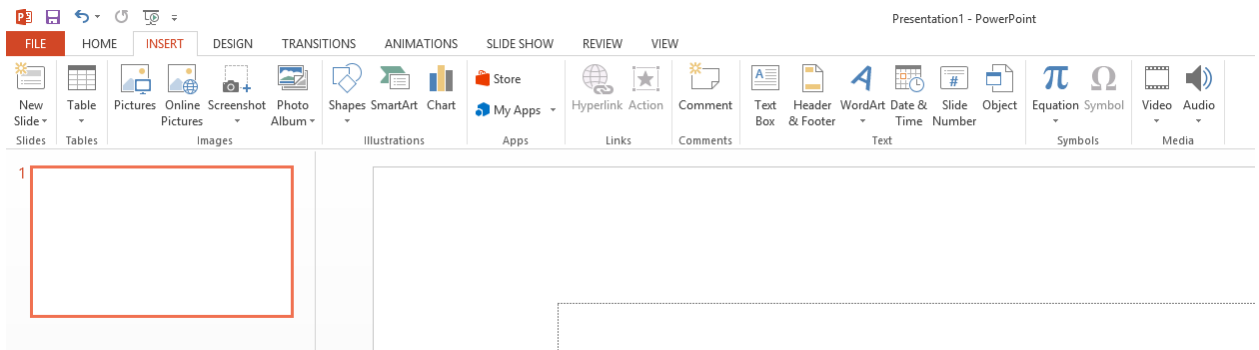 Presentation1 - PowerPoint
FILE HOME INSERT DESIGN TRANSITIONS ANIMATIONS SLIDE SHOW REVIEW VIEW
New Slide
Table
Pictures
Online Pictures
Screenshot
Photo Album
Shapes
SmartArt
Chart
Store
My Apps
Hyperlink
Action
Comment
Text Box
Header & Footer
WordArt
Date & Time
Slide Number
Object
Equation
Symbol
Video
Audio
Slides Tables Images Illustrations Apps Links Comments Text Symbols Media
1